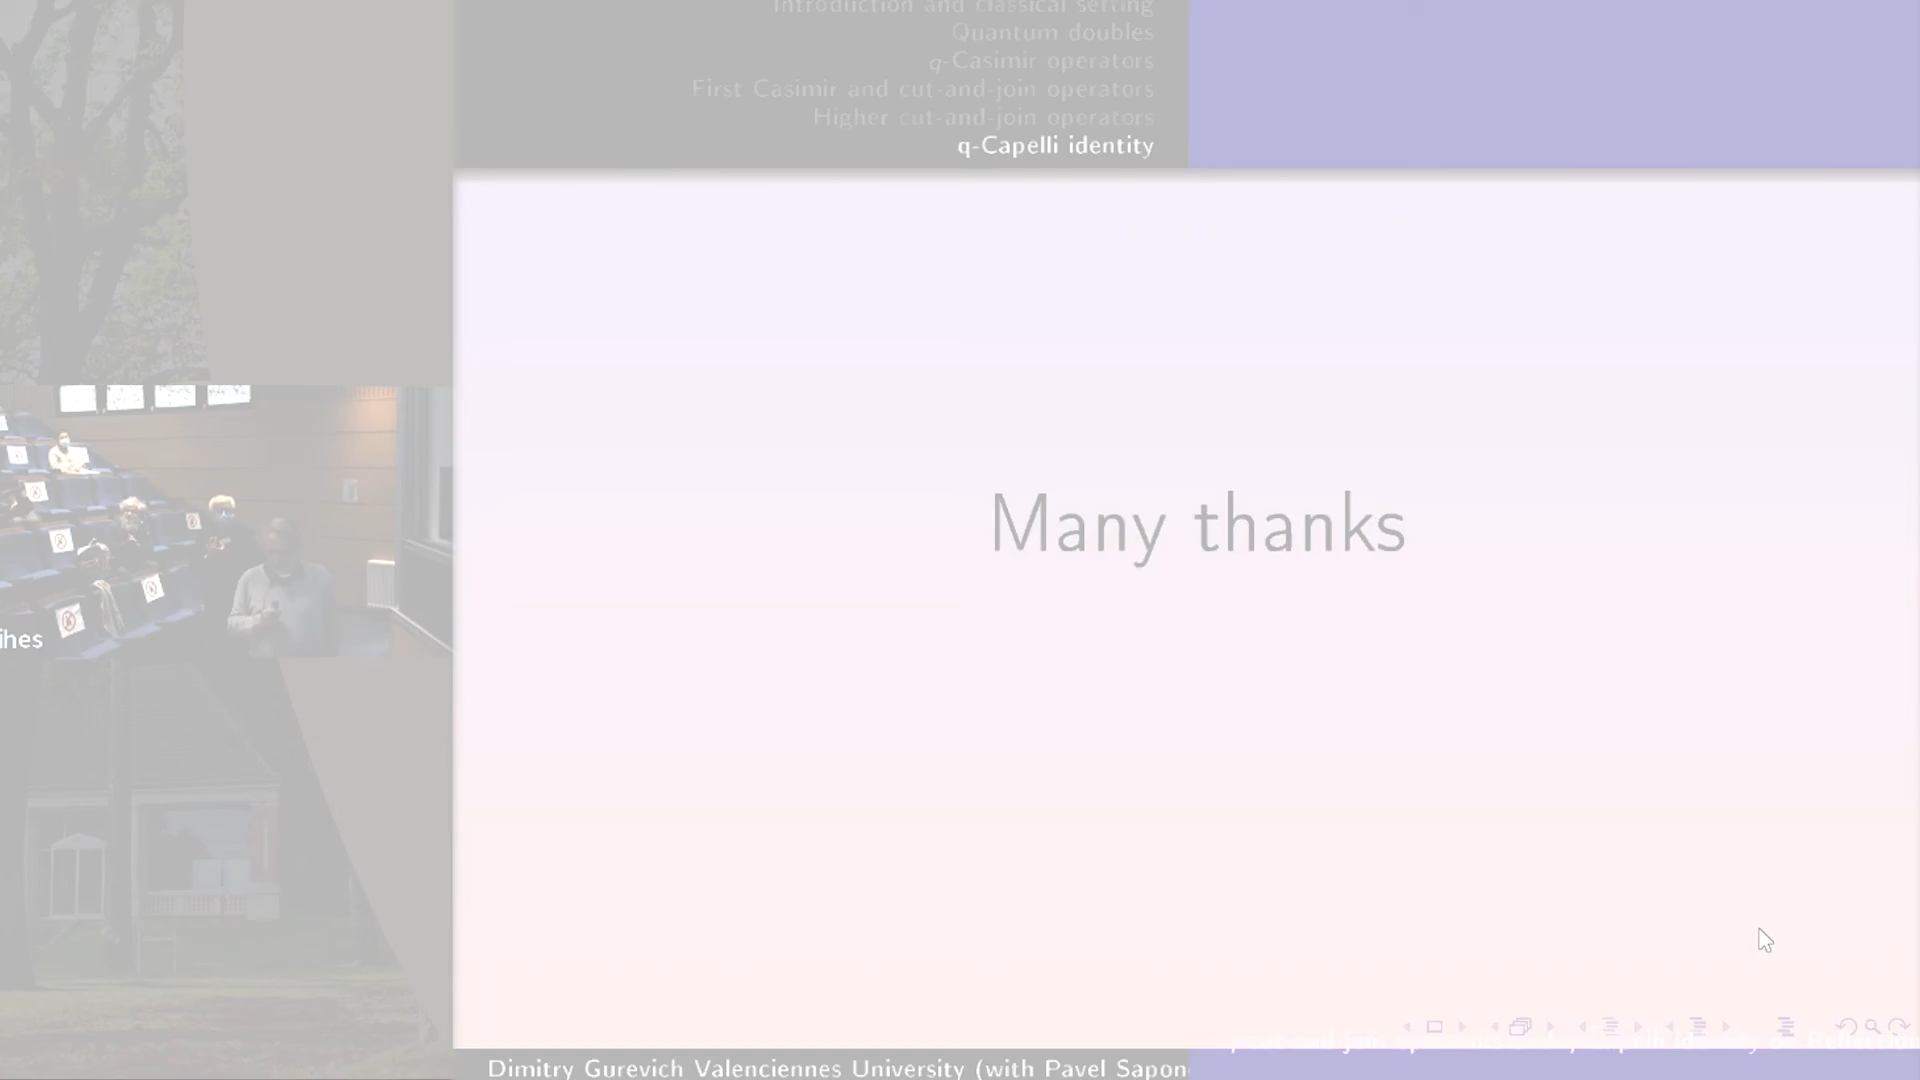 Introduction and classical setting
Quantum doubles
q-Casimir operators
First Casimir and cut-and-join operators
Higher cut-and-join operators
q-Capelli identity
Many thanks
ihes
Dimitry Gurevich Valenciennes University (with Pavel Sapon